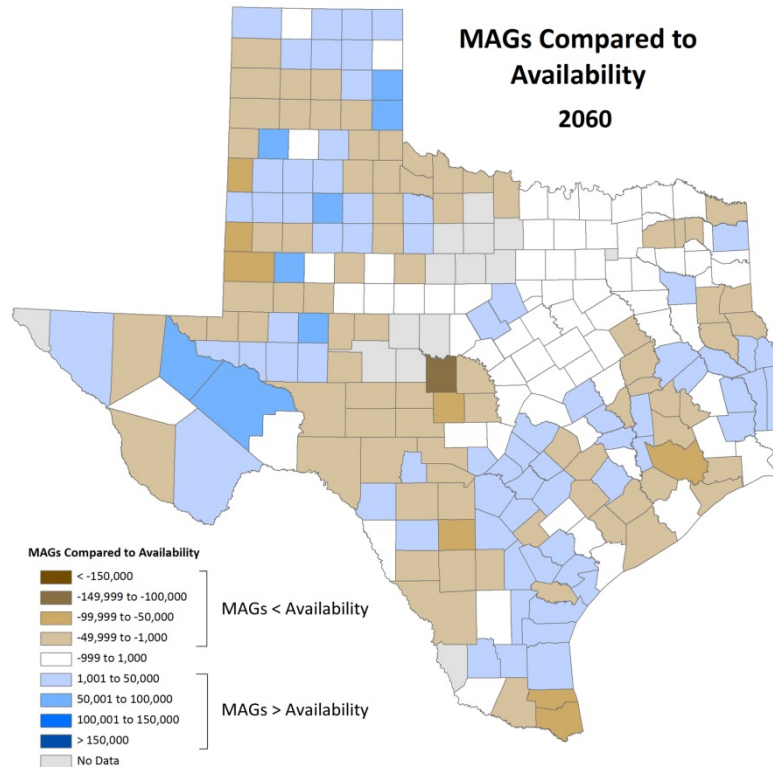 MAGs Compared to
Availability
2060
MAGs Compared to Availability
< -150,000
-149,999 to -100,000
-99,999 to -50,000
-49,999 to -1,000
MAGs < Availability
-999 to 1,000
1,001 to 50,000
50,001 to 100,000
100,001 to 150,000
> 150,000
MAGs > Availability
No Data